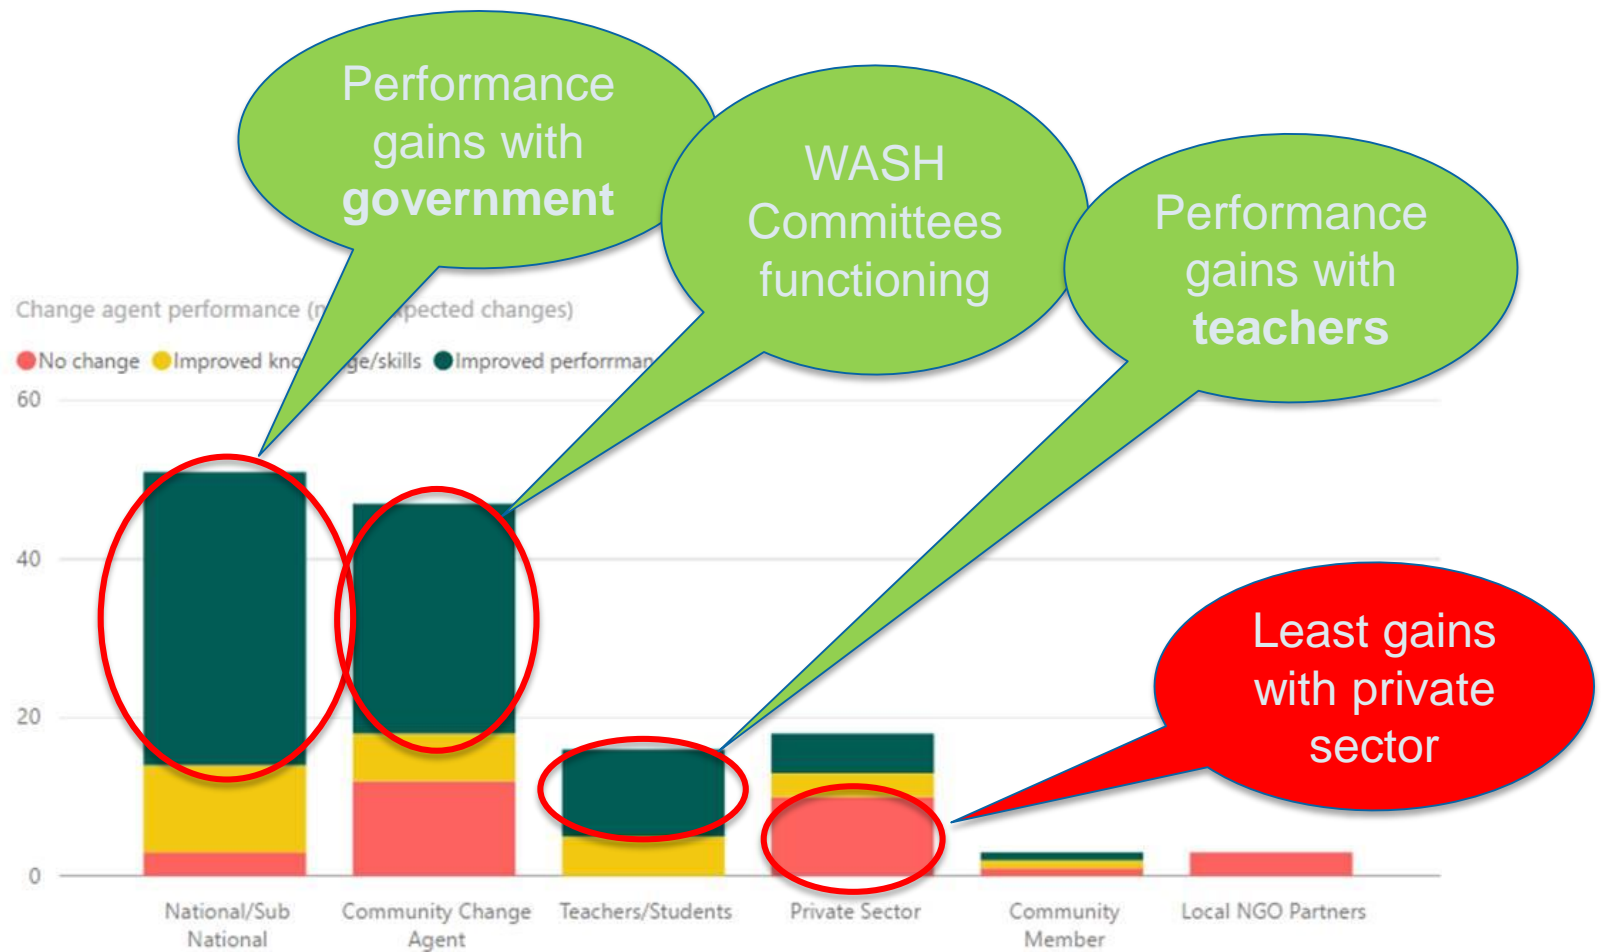 Performance
gains with
government
WASH
Committees
functioning
Performance
gains with
teachers
Change agent performance (n xpected changes)
No change Improved kno ge/skills Improved perforrman
60
40
20
0
Least gains
with private
sector
National/Sub
National
Community Change
Agent
Teachers/Students
Private Sector
Community
Member
Local NGO Partners